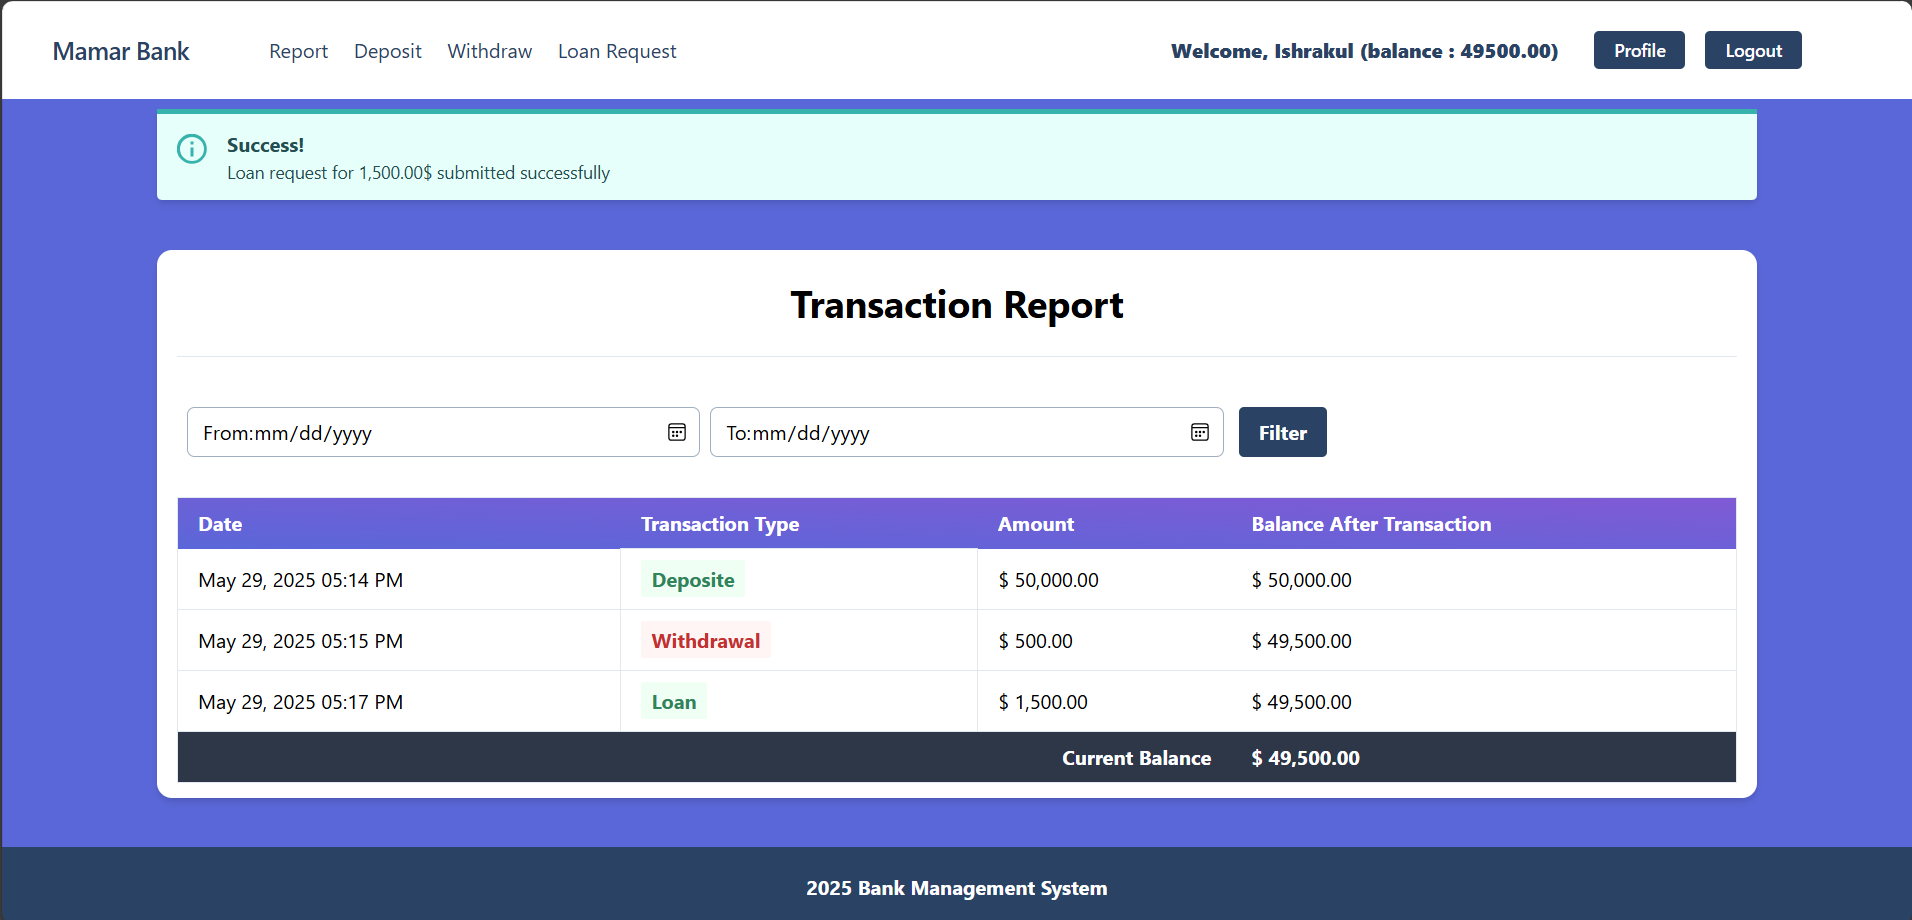 Mamar Bank Report Deposit Withdraw Loan Request Welcome, Ishrakul (balance : 49500.00) Profile Logout
Success!
Loan request for 1,500.00$ submitted successfully
Transaction Report
From:mm/dd/yyyy To:mm/dd/yyyy Filter
Date Transaction Type Amount Balance After Transaction
May 29, 2025 05:14 PM Deposite $ 50,000.00 $ 50,000.00
May 29, 2025 05:15 PM Withdrawal $ 500.00 $ 49,500.00
May 29, 2025 05:17 PM Loan $ 1,500.00 $ 49,500.00
Current Balance $ 49,500.00
2025 Bank Management System